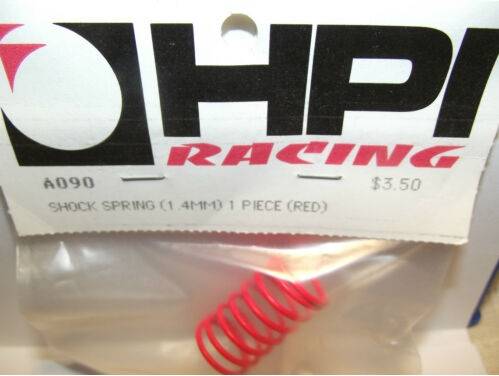 HPI
RACING
A090 $3.50
SHOCK SPRING (1.4MM) 1 PIECE (RED)